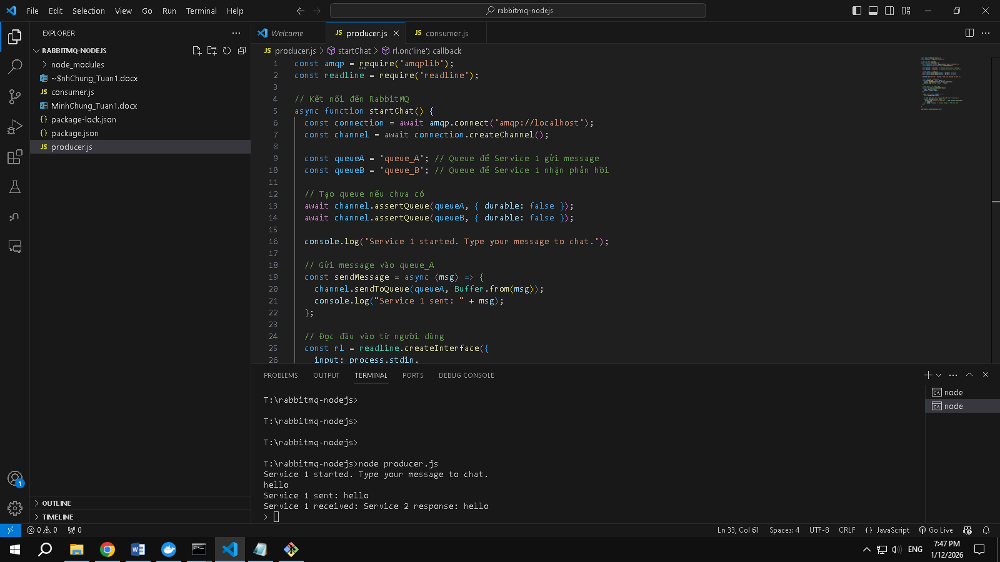 File Edit Selection View Go Run Terminal Help
rabbitmq-nodejs
EXPLORER
RABBITMQ-NODEJS
node_modules
~$nhChung_Tuan1.docx
JS consumer.js
MinhChung_Tuan1.docx
{} package-lock.json
{} package.json
JS producer.js
OUTLINE
TIMELINE
Welcome JS producer.js JS consumer.js
JS producer.js > startChat > rl.on('line') callback
1 const amqp = require('amqplib');
2 const readline = require('readline');
3
4 // Kết nối đến RabbitMQ
5 async function startChat() {
6 const connection = await amqp.connect('amqp://localhost');
7 const channel = await connection.createChannel();
8
9 const queueA = 'queue_A'; // Queue để Service 1 gửi message
10 const queueB = 'queue_B'; // Queue để Service 1 nhận phản hồi
11
12 // Tạo queue nếu chưa có
13 await channel.assertQueue(queueA, { durable: false });
14 await channel.assertQueue(queueB, { durable: false });
15
16 console.log('Service 1 started. Type your message to chat.');
17
18 // Gửi message vào queue_A
19 const sendMessage = async (msg) => {
20 channel.sendToQueue(queueA, Buffer.from(msg));
21 console.log("Service 1 sent: " + msg);
22 };
23
24 // Đọc đầu vào từ người dùng
25 const rl = readline.createInterface({
26 input: process.stdin,
PROBLEMS OUTPUT TERMINAL PORTS DEBUG CONSOLE
T:\rabbitmq-nodejs>
T:\rabbitmq-nodejs>
T:\rabbitmq-nodejs>
T:\rabbitmq-nodejs>node producer.js
Service 1 started. Type your message to chat.
hello
Service 1 sent: hello
Service 1 received: Service 2 response: hello
>
node
node
1
0 0 0
Ln 33, Col 61 Spaces: 4 UTF-8 CRLF {} JavaScript Go Live
ENG
7:47 PM
1/12/2026